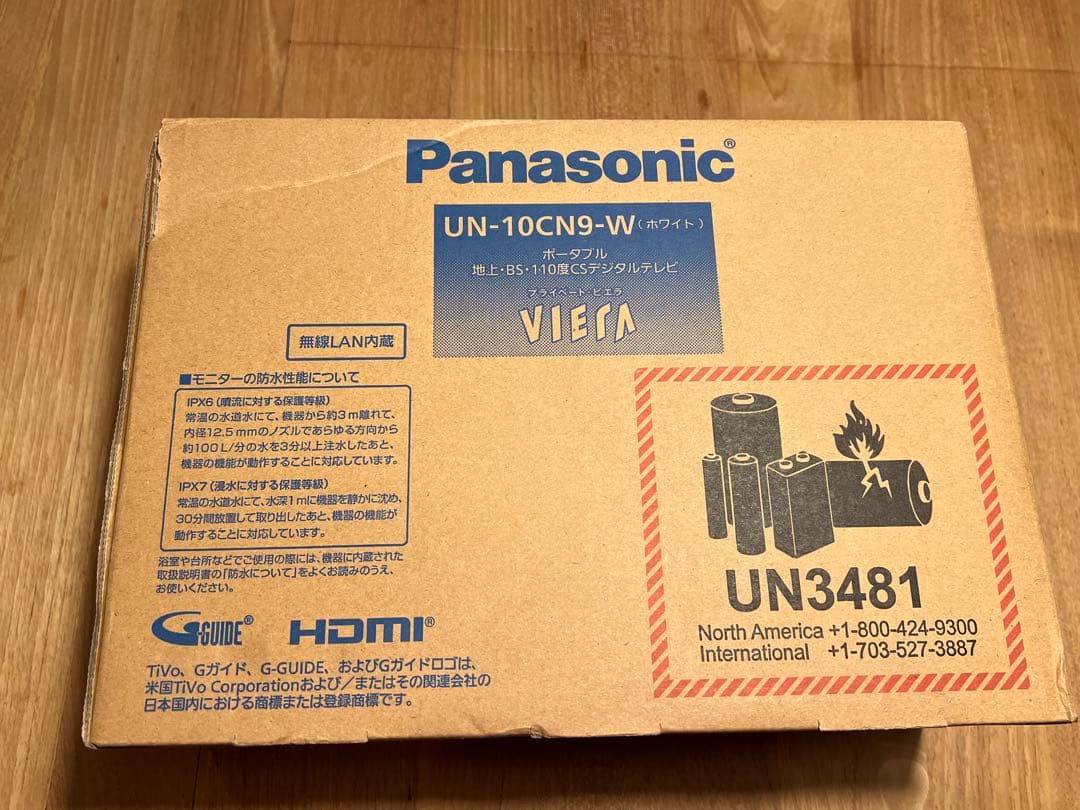 Panasonic®
UN-10CN9-W(ホワイト)
ポータブル
地上・BS・110度CSデジタルテレビ
プライベート・ビエラ
VIERA
無線LAN内蔵
■モニターの防水性能について
IPX6(噴流に対する保護等級)
常温の水道水にて、機器から約3m離れて、
内径12.5mmのノズルであらゆる方向から
約100L/分の水を3分以上注水したあと、
機器の機能が動作することに対応しています。
IPX7(浸水に対する保護等級)
常温の水道水にて、水深1mに機器を静かに沈め、
30分間放置して取り出したあと、機器の機能が
動作することに対応しています。
浴室や台所などでご使用の際には、機器に内蔵された
取扱説明書の「防水について」をよくお読みのうえ、
お使いください。
G-GUIDE® HDMI®
TiVo、Gガイド、G-GUIDE、およびGガイドロゴは、
米国TiVo Corporationおよび/またはその関連会社の
日本国内における商標または登録商標です。
UN3481
North America +1-800-424-9300
International +1-703-527-3887